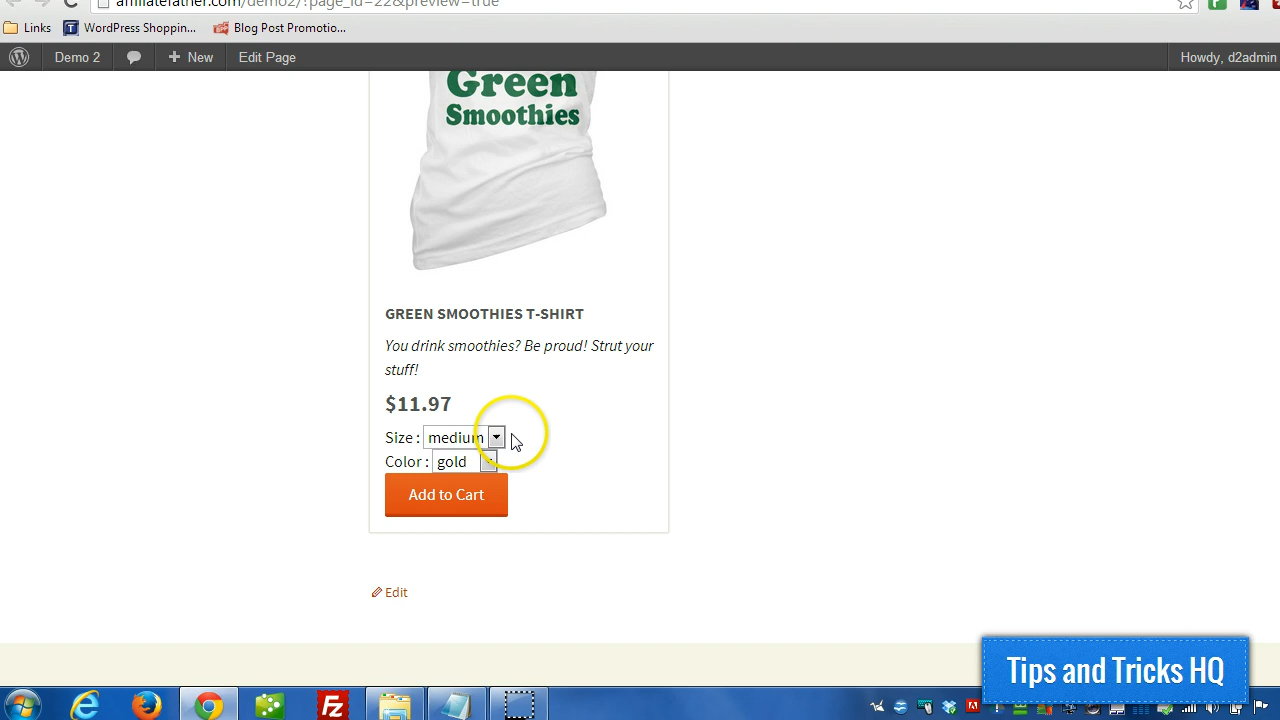 affiliatefather.com/demo2/?page_id=22&preview=true
Links
WordPress Shoppin...
Blog Post Promotio...
Demo 2
New
Edit Page
Howdy, d2admin
Green
Smoothies
GREEN SMOOTHIES T-SHIRT
You drink smoothies? Be proud! Strut your
stuff!
$11.97
Size : medium
Color : gold
Add to Cart
Edit
Tips and Tricks HQ